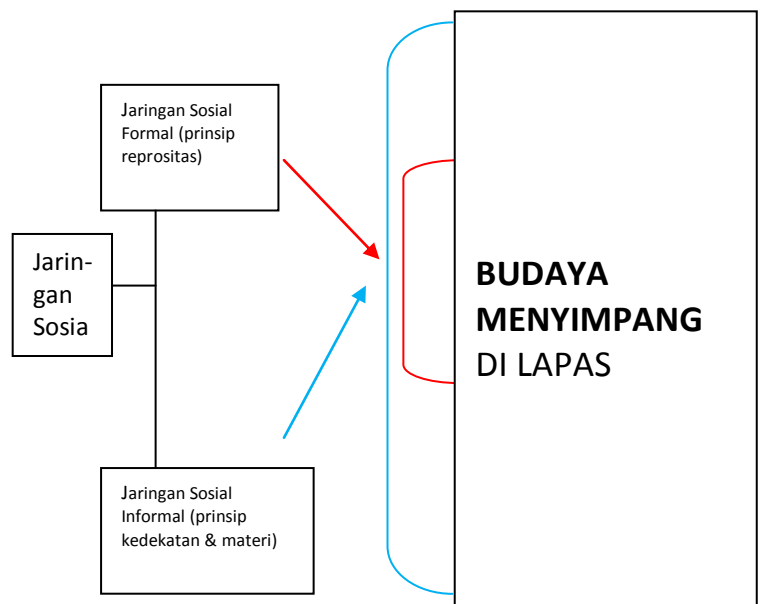 Jaringan Sosial
Formal (prinsip
reprositas)
Jarin-
gan
Sosia
Jaringan Sosial
Informal (prinsip
kedekatan & materi)
BUDAYA
MENYIMPANG
DI LAPAS